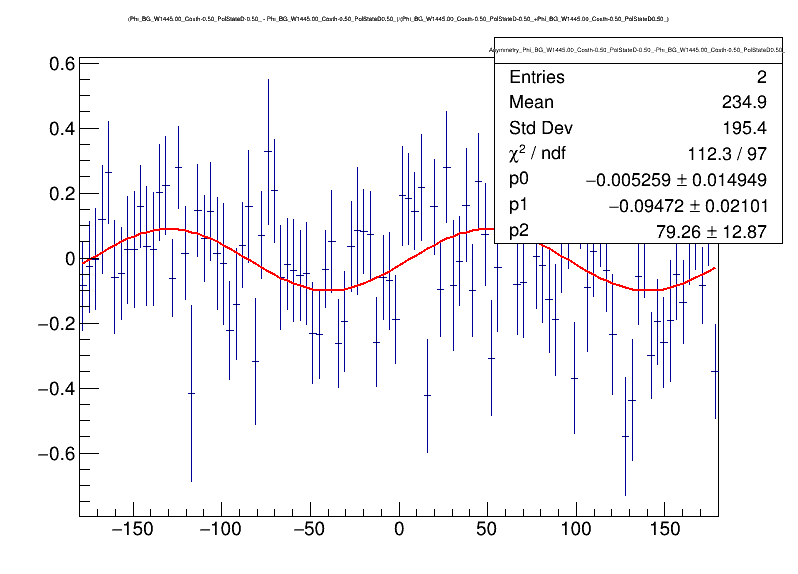 (Phi_BG_W1445.00_Costh-0.50_PolStateD-0.50_ - Phi_BG_W1445.00_Costh-0.50_PolStateD0.50_)/(Phi_BG_W1445.00_Costh-0.50_PolStateD-0.50_+Phi_BG_W1445.00_Costh-0.50_PolStateD0.50_)
Asymmetry_Phi_BG_W1445.00_Costh-0.50_PolStateD-0.50_-Phi_BG_W1445.00_Costh-0.50_PolStateD0.50_
Entries 2
Mean 234.9
Std Dev 195.4
χ² / ndf 112.3 / 97
p0 −0.005259 ± 0.014949
p1 −0.09472 ± 0.02101
p2 79.26 ± 12.87
0.6
0.4
0.2
0
−0.2
−0.4
−0.6
−150 −100 −50 0 50 100 150